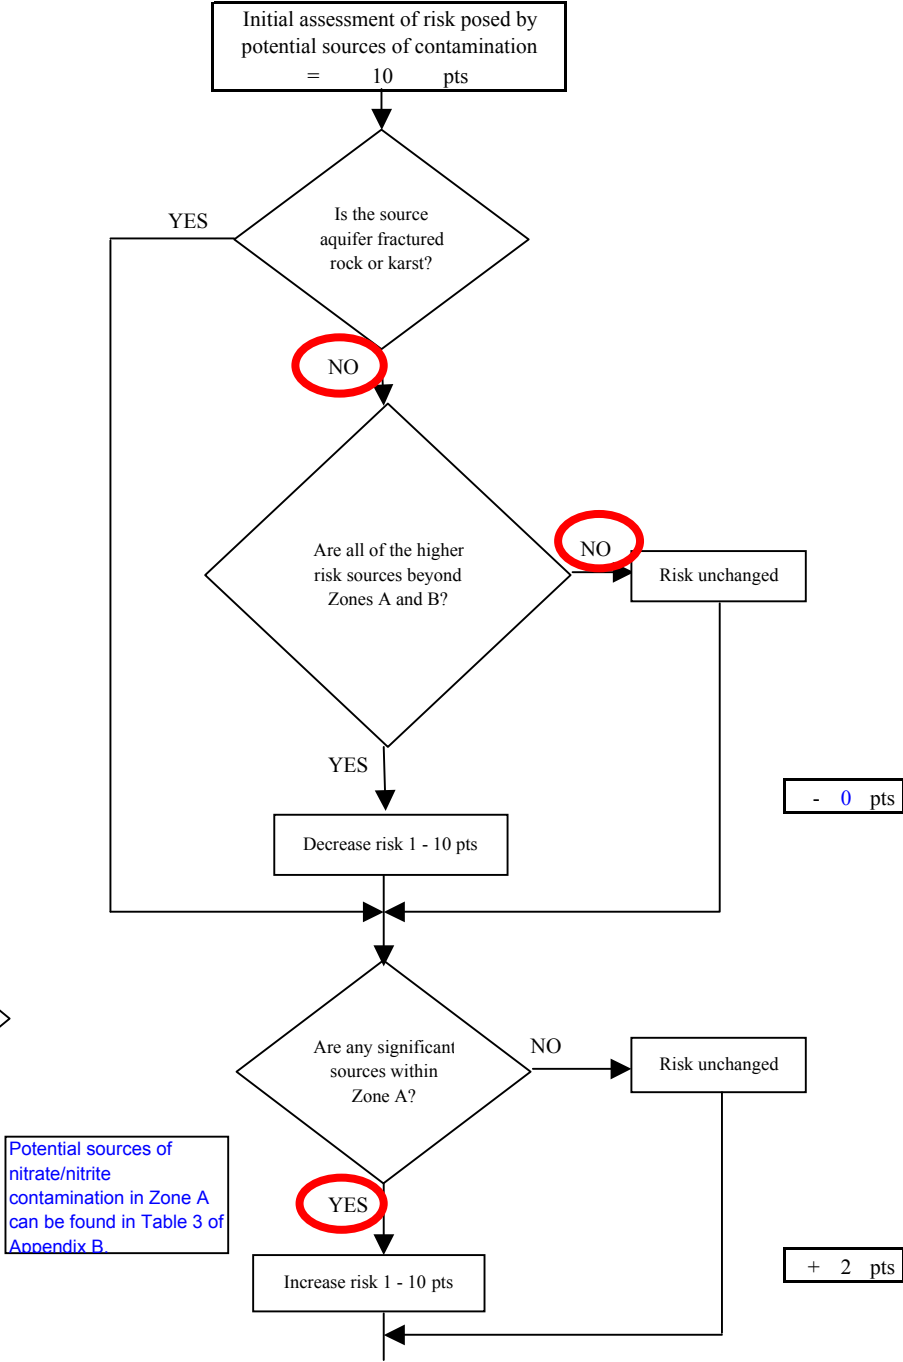 Initial assessment of risk posed by
potential sources of contamination
= 10 pts
YES
Is the source
aquifer fractured
rock or karst?
NO
NO
Are all of the higher
risk sources beyond
Zones A and B?
Risk unchanged
YES
- 0 pts
Decrease risk 1 - 10 pts
Are any significant
sources within
Zone A?
NO
Risk unchanged
Potential sources of
nitrate/nitrite
contamination in Zone A
can be found in Table 3 of
Appendix B.
YES
Increase risk 1 - 10 pts
+ 2 pts